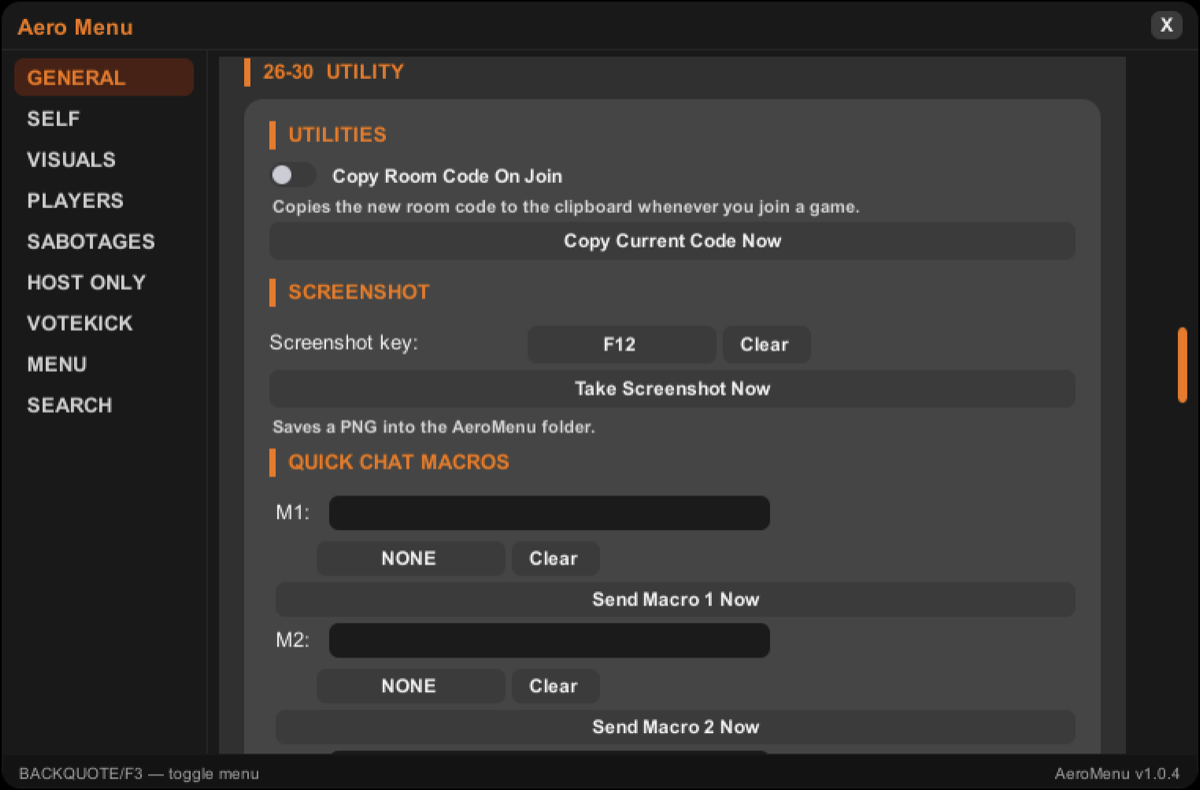 Aero Menu
X
GENERAL
SELF
VISUALS
PLAYERS
SABOTAGES
HOST ONLY
VOTEKICK
MENU
SEARCH
26-30 UTILITY
UTILITIES
Copy Room Code On Join
Copies the new room code to the clipboard whenever you join a game.
Copy Current Code Now
SCREENSHOT
Screenshot key: F12 Clear
Take Screenshot Now
Saves a PNG into the AeroMenu folder.
QUICK CHAT MACROS
M1:
NONE Clear
Send Macro 1 Now
M2:
NONE Clear
Send Macro 2 Now
BACKQUOTE/F3 — toggle menu
AeroMenu v1.0.4